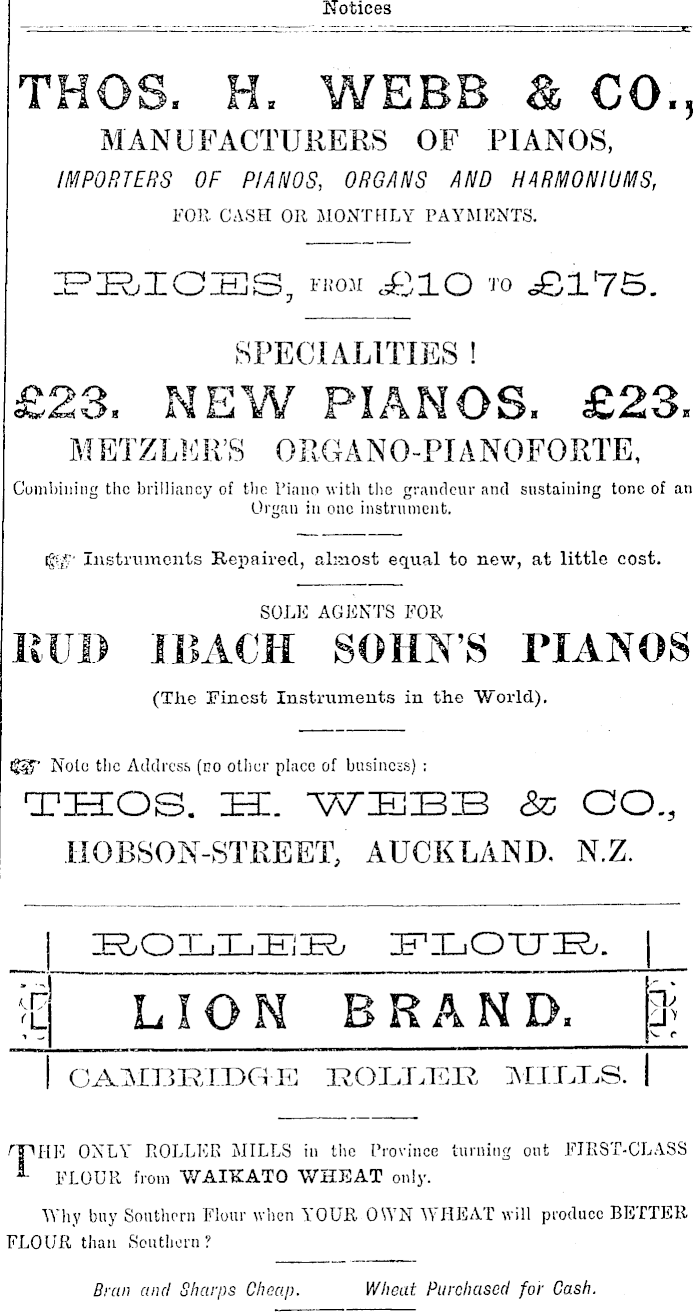 Notices
THOS. H. WEBB & CO.,
MANUFACTURERS OF PIANOS,
IMPORTERS OF PIANOS, ORGANS AND HARMONIUMS,
FOR CASH OR MONTHLY PAYMENTS.
PRICES, FROM £10 TO £175.
SPECIALITIES !
£23. NEW PIANOS. £23.
METZLER'S ORGANO-PIANOFORTE,
Combining the brilliancy of the Piano with the grandeur and sustaining tone of an
Organ in one instrument.
☞ Instruments Repaired, almost equal to new, at little cost.
SOLE AGENTS FOR
RUD IBACH SOHN'S PIANOS
(The Finest Instruments in the World).
☞ Note the Address (no other place of business) :
THOS. H. WEBB & CO.,
HOBSON-STREET, AUCKLAND. N.Z.
ROLLER FLOUR.
LION BRAND.
CAMBRIDGE ROLLER MILLS.
THE ONLY ROLLER MILLS in the Province turning out FIRST-CLASS
FLOUR from WAIKATO WHEAT only.
Why buy Southern Flour when YOUR OWN WHEAT will produce BETTER
FLOUR than Southern ?
Bran and Sharps Cheap. Wheat Purchased for Cash.